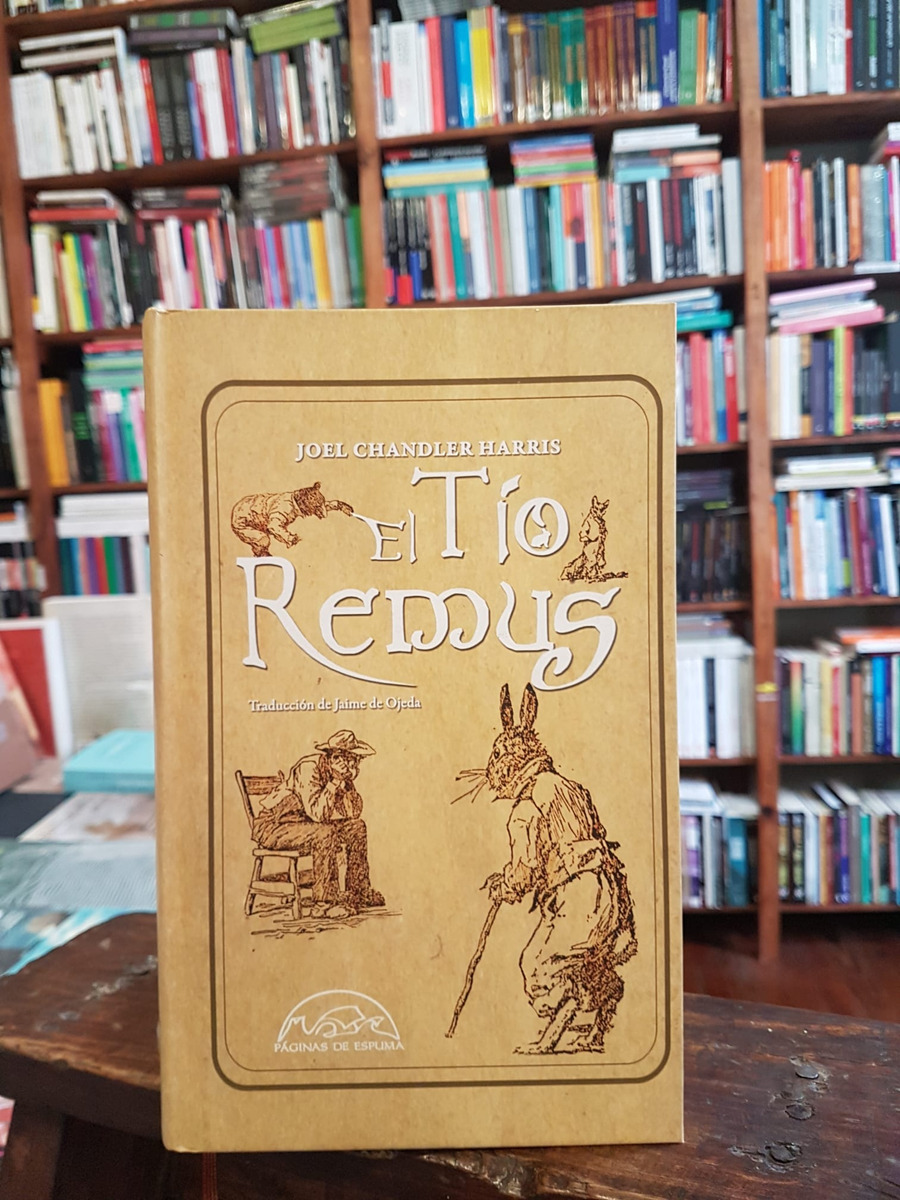 JOEL CHANDLER HARRIS
El Tío
Remus
Traducción de Jaime de Ojeda
PÁGINAS DE ESPUMA